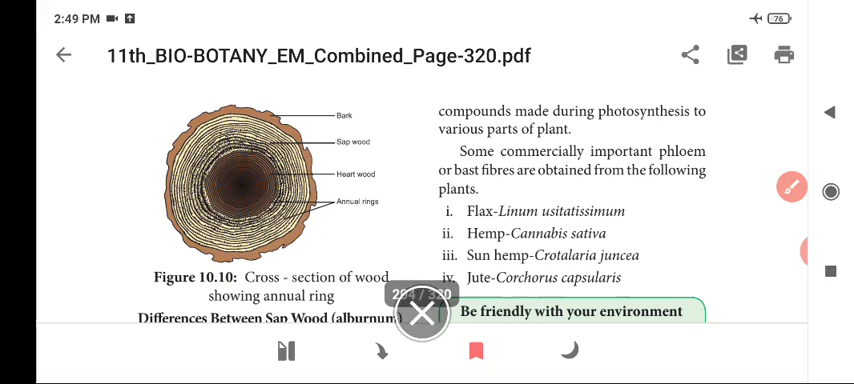 2:49 PM
76
11th_BIO-BOTANY_EM_Combined_Page-320.pdf
Bark
Sap wood
Heart wood
Annual rings
Figure 10.10: Cross - section of wood
showing annual ring
Differences Between Sap Wood (alburnum)
compounds made during photosynthesis to
various parts of plant.
Some commercially important phloem
or bast fibres are obtained from the following
plants.
i. Flax-Linum usitatissimum
ii. Hemp-Cannabis sativa
iii. Sun hemp-Crotalaria juncea
iv. Jute-Corchorus capsularis
Be friendly with your environment